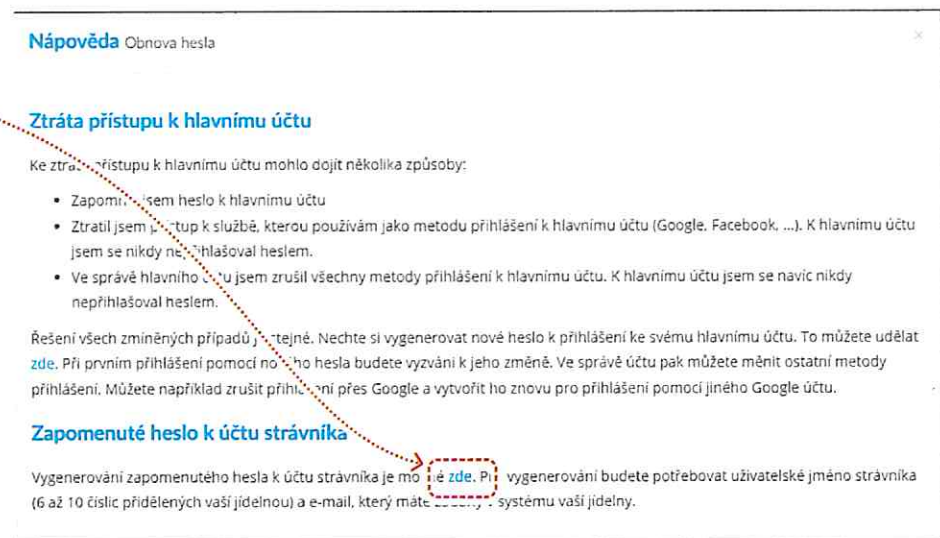 Nápověda Obnova hesla
Ztráta přístupu k hlavnímu účtu
Ke ztrátě přístupu k hlavnímu účtu mohlo dojít několika způsoby:
• Zapomněl jsem heslo k hlavnímu účtu
• Ztratil jsem přístup k službě, kterou používám jako metodu přihlášení k hlavnímu účtu (Google, Facebook, ...). K hlavnímu účtu
jsem se nikdy nepřihlašoval heslem.
• Ve správě hlavního účtu jsem zrušil všechny metody přihlášení k hlavnímu účtu. K hlavnímu účtu jsem se navíc nikdy
nepřihlašoval heslem.
Řešení všech zmíněných případů je stejné. Nechte si vygenerovat nové heslo k přihlášení ke svému hlavnímu účtu. To můžete udělat
zde. Při prvním přihlášení pomocí nového hesla budete vyzváni k jeho změně. Ve správě účtu pak můžete měnit ostatní metody
přihlášení. Můžete například zrušit přihlášení přes Google a vytvořit ho znovu pro přihlášení pomocí jiného Google účtu.
Zapomenuté heslo k účtu strávníka
Vygenerování zapomenutého hesla k účtu strávníka je možné zde. Při vygenerování budete potřebovat uživatelské jméno strávníka
(6 až 10 číslic přidělených vaší jídelnou) a e-mail, který máte v systému vaší jídelny.